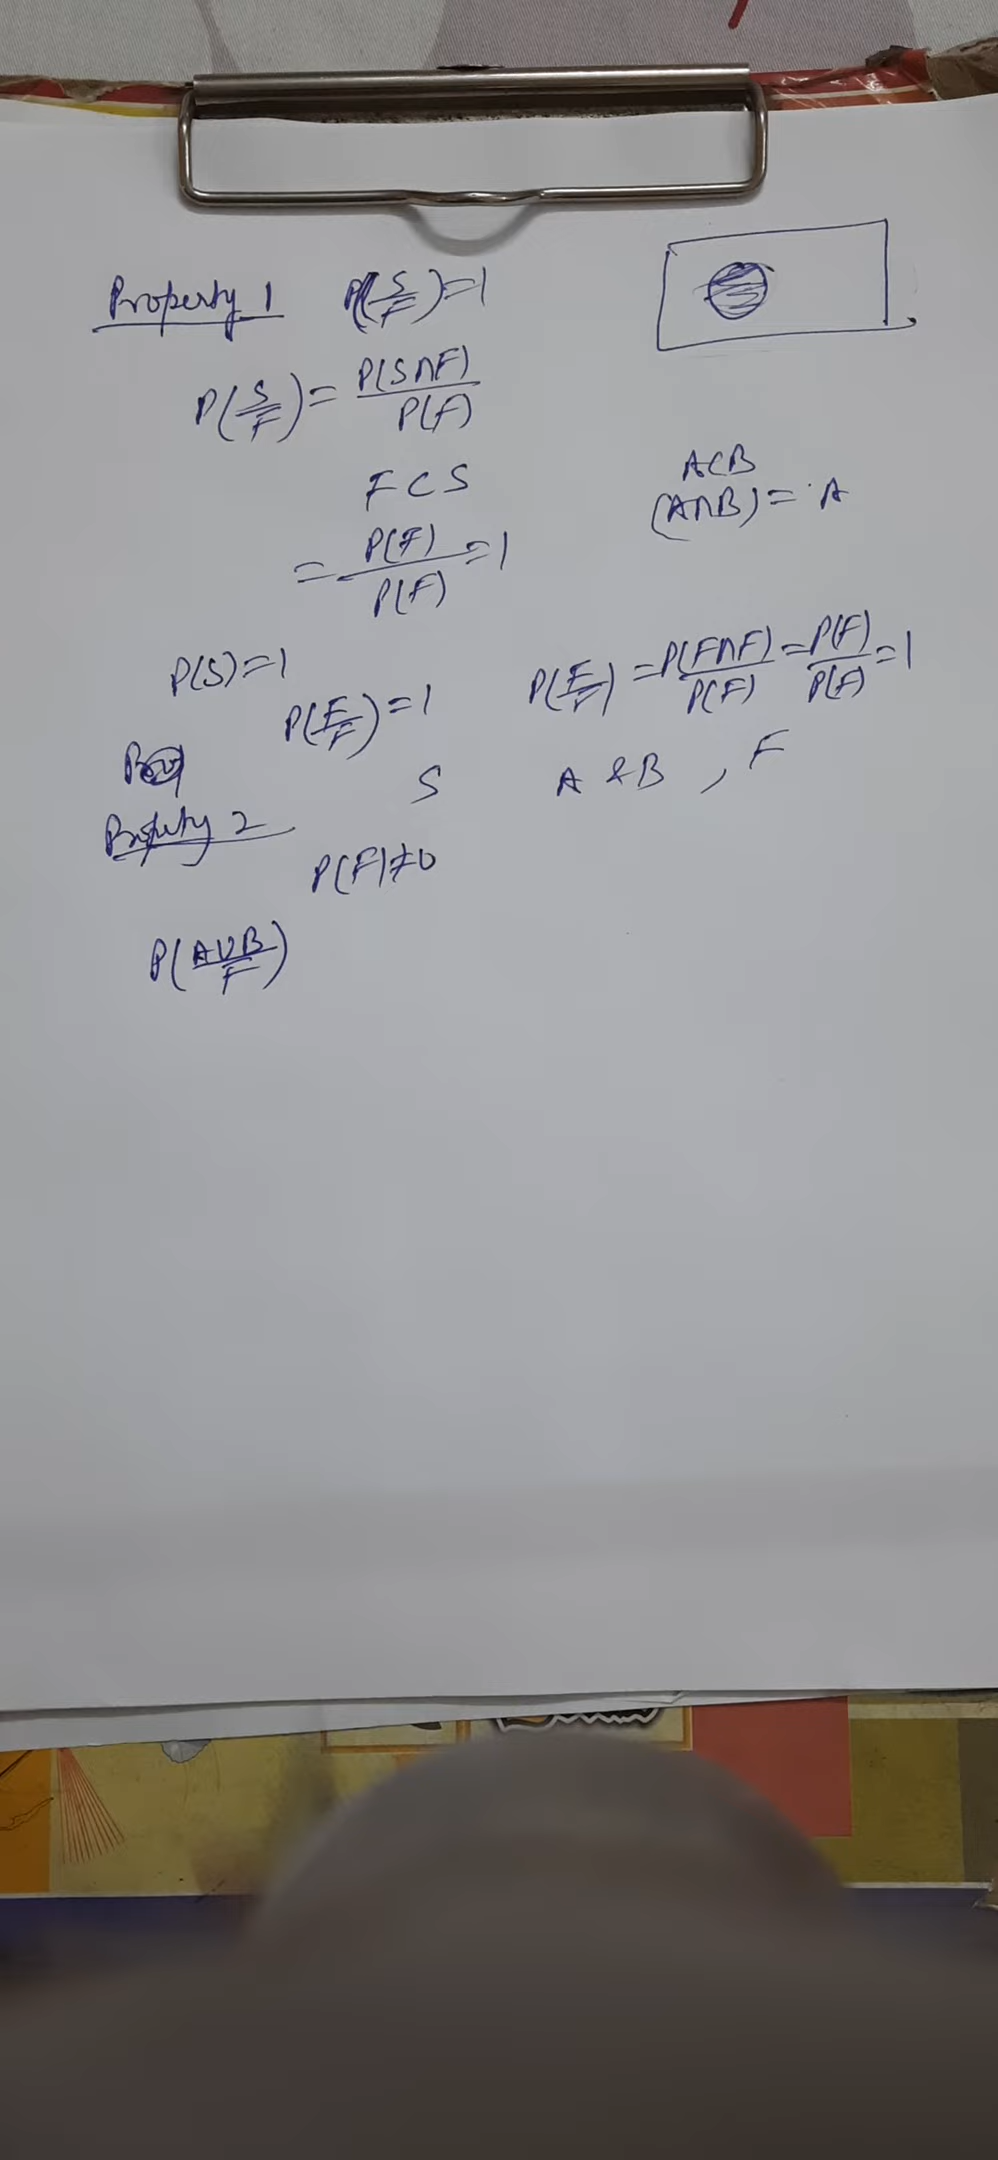 Property 1 P(S/F)=1
P(S/F)= P(S∩F)/P(F)
F⊂S
A⊂B
(A∩B)= A
= P(F)/P(F) =1
P(S)=1
P(F/F)=1
P(F/F) = P(F∩F)/P(F) = P(F)/P(F) =1
S A & B , F
Property 2
P(F)≠0
P(A∪B/F)